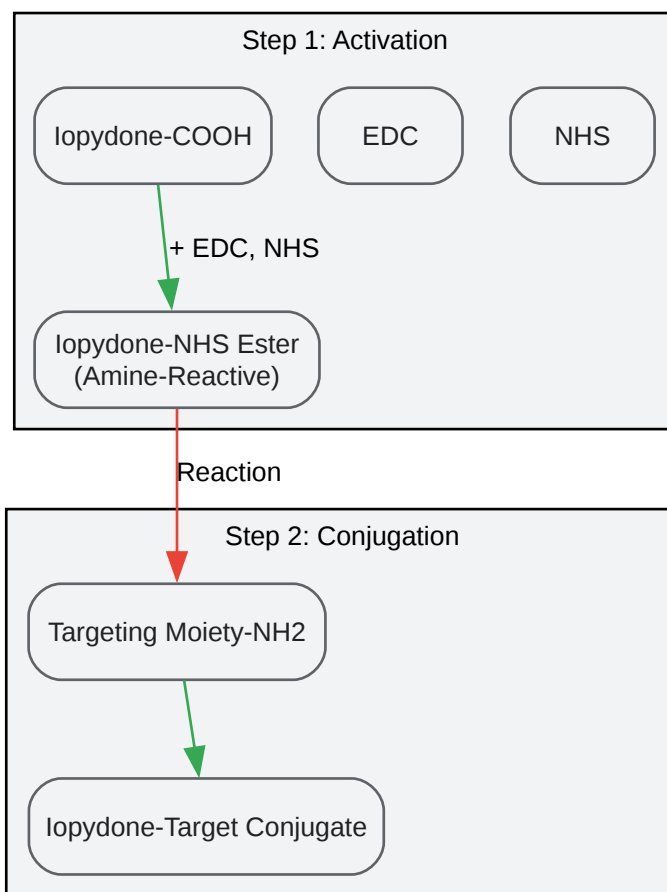 Step 1: Activation
Iopydone-COOH
EDC
NHS
+ EDC, NHS
Iopydone-NHS Ester
(Amine-Reactive)
Reaction
Step 2: Conjugation
Targeting Moiety-NH2
Iopydone-Target Conjugate